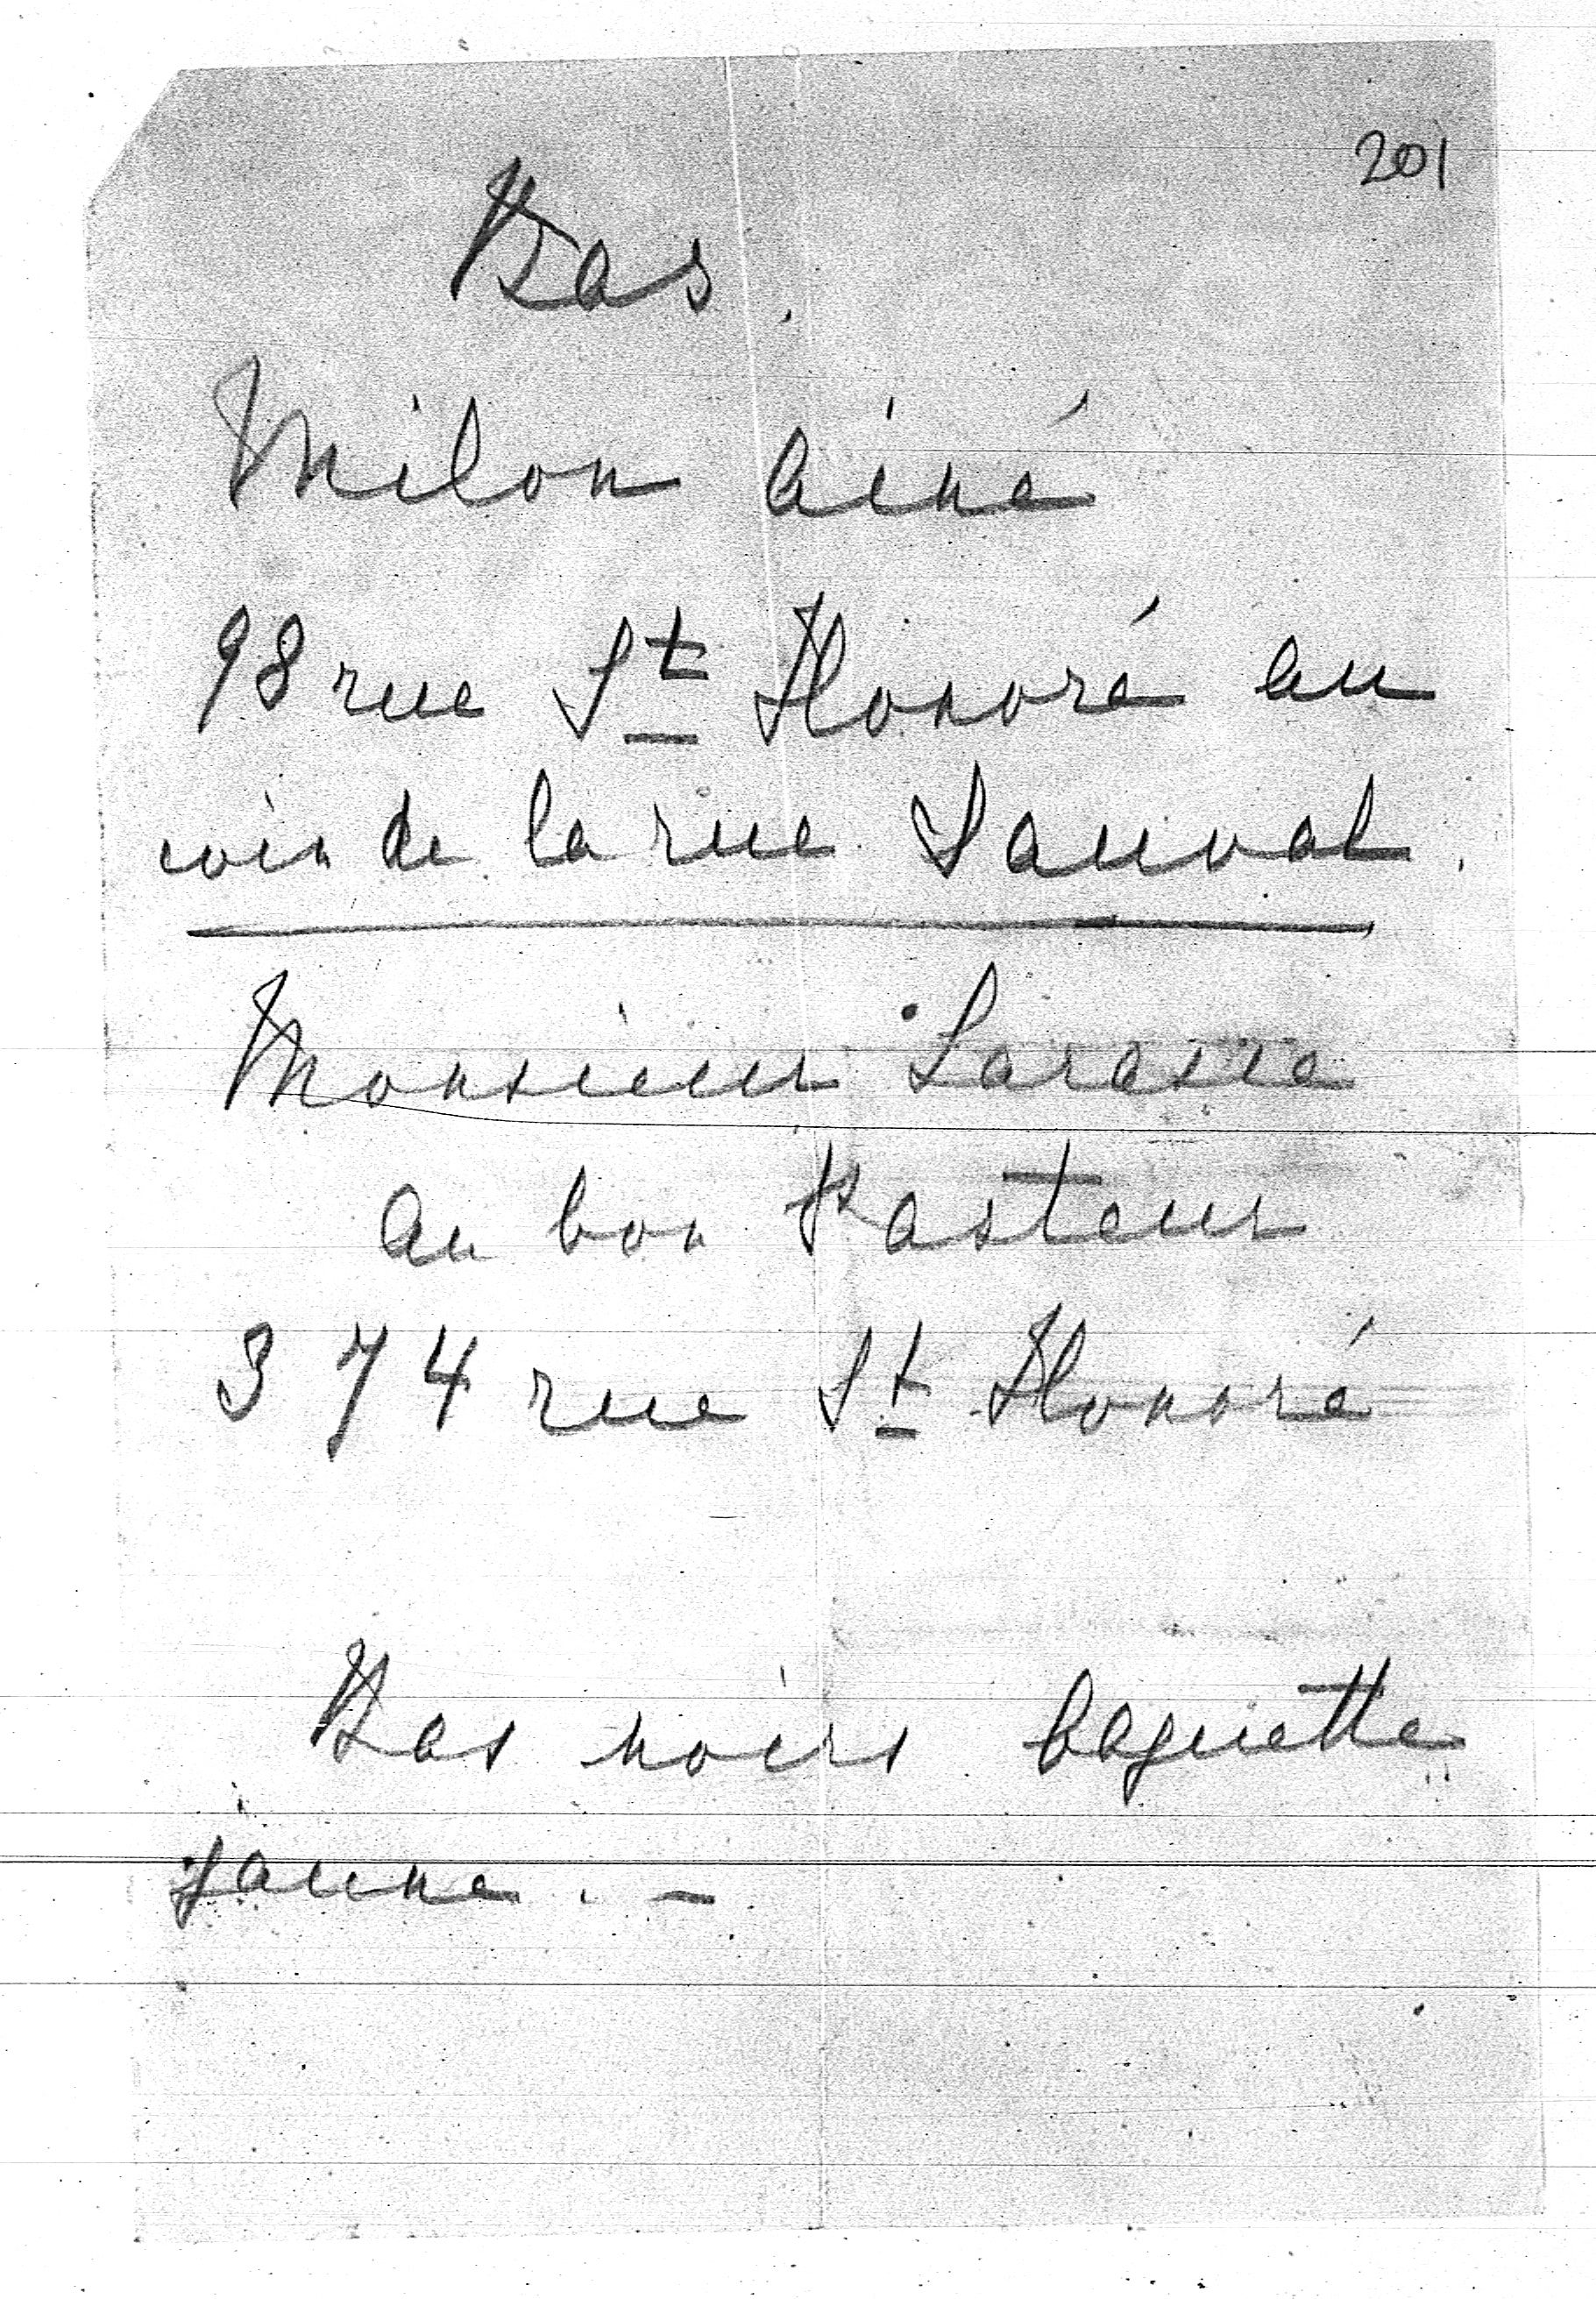 201
Bas.
Milon aîné
98 rue St Honoré au
coin de la rue Sauval.
Monsieur
au bon Pasteur
374 rue St Honoré
Bas noirs baguette
jaune. -